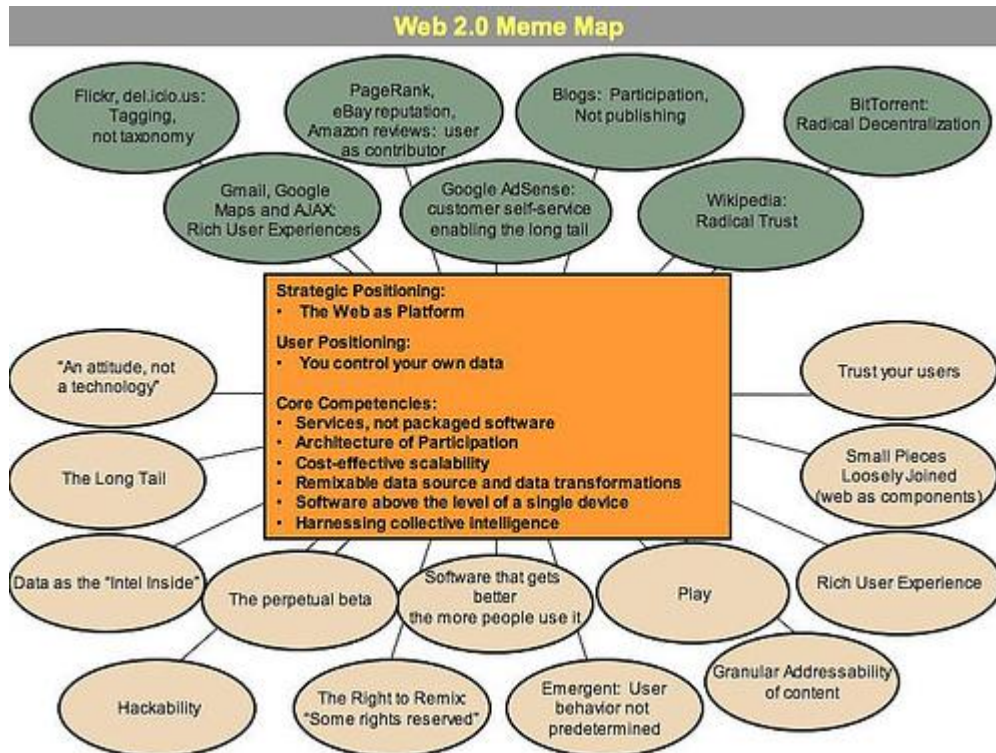 Web 2.0 Meme Map
Flickr, del.icio.us:
Tagging,
not taxonomy
PageRank,
eBay reputation,
Amazon reviews: user
as contributor
Blogs: Participation,
Not publishing
BitTorrent:
Radical Decentralization
Gmail, Google
Maps and AJAX:
Rich User Experiences
Google AdSense:
customer self-service
enabling the long tail
Wikipedia:
Radical Trust
Strategic Positioning:
• The Web as Platform
User Positioning:
• You control your own data
Core Competencies:
• Services, not packaged software
• Architecture of Participation
• Cost-effective scalability
• Remixable data source and data transformations
• Software above the level of a single device
• Harnessing collective intelligence
"An attitude, not
a technology"
Trust your users
The Long Tail
Small Pieces
Loosely Joined
(web as components)
Data as the "Intel Inside"
The perpetual beta
Software that gets
better
the more people use it
Play
Rich User Experience
Hackability
The Right to Remix:
"Some rights reserved"
Emergent: User
behavior not
predetermined
Granular Addressability
of content